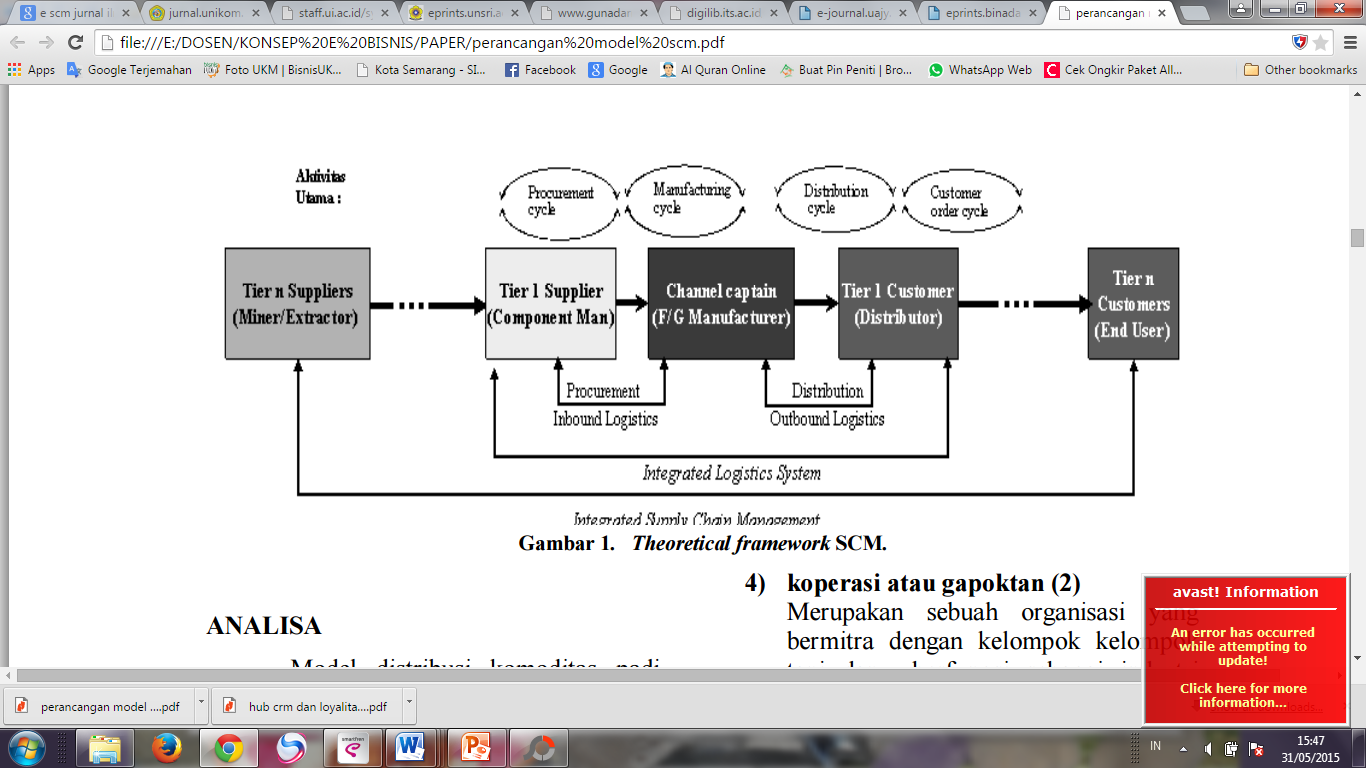 e scm jurnal il
jurnal.unikom.
staff.ui.ac.id/sy
eprints.unsri.a
www.gunadar
digilib.its.ac.id
e-journal.uajy.
eprints.binada
perancangan
file:///E:/DOSEN/KONSEP%20E%20BISNIS/PAPER/perancangan%20model%20scm.pdf
Apps
Google Terjemahan
Foto UKM | BisnisUK...
Kota Semarang - SI...
Facebook
Google
Al Quran Online
Buat Pin Peniti | Bro...
WhatsApp Web
Cek Ongkir Paket All...
Other bookmarks
Aktivitas
Utama :
Procurement
cycle
Manufacturing
cycle
Distribution
cycle
Customer
order cycle
Tier n Suppliers
(Miner/Extractor)
Tier 1 Supplier
(Component Man)
Channel captain
(F/G Manufacturer)
Tier 1 Customer
(Distributor)
Tier n
Customers
(End User)
Procurement
Inbound Logistics
Distribution
Outbound Logistics
Integrated Logistics System
Integrated Supply Chain Management
Gambar 1. Theoretical framework SCM.
ANALISA
Model distribusi komoditas padi
4) koperasi atau gapoktan (2)
Merupakan sebuah organisasi yang
bermitra dengan kelompok kelompok
avast! Information
An error has occurred
while attempting to
update!
Click here for more
information...
perancangan model ....pdf
hub crm dan loyalita....pdf
smartfren
IN
15:47
31/05/2015